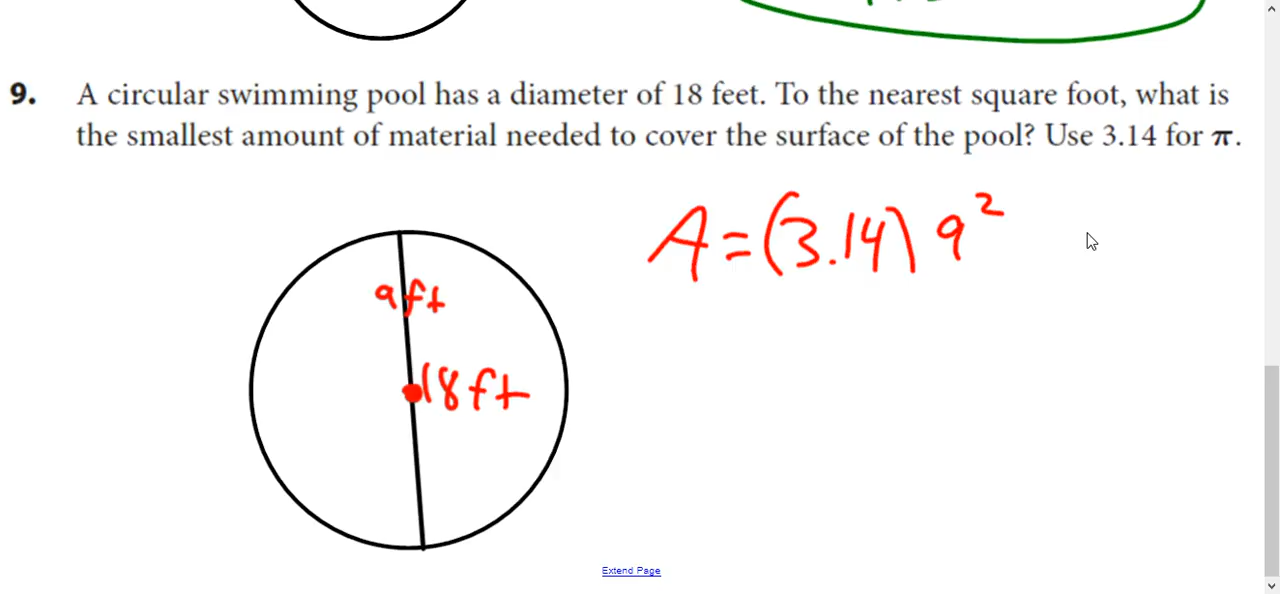 9. A circular swimming pool has a diameter of 18 feet. To the nearest square foot, what is
the smallest amount of material needed to cover the surface of the pool? Use 3.14 for π.
A=(3.14) 9²
9ft
18ft
Extend Page